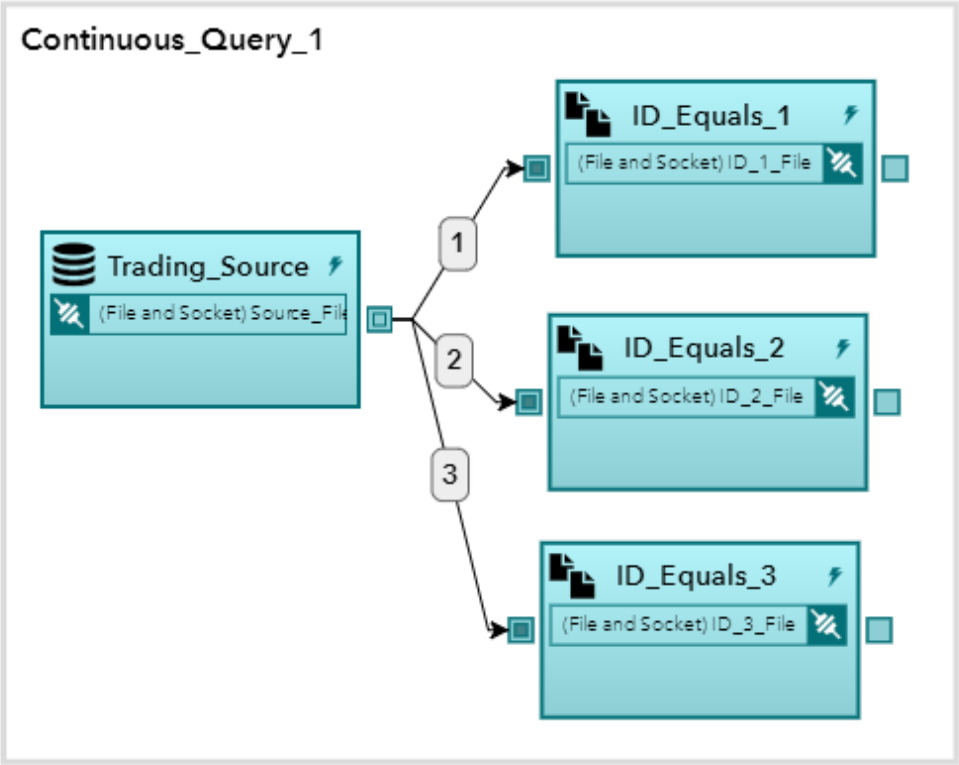 Continuous_Query_1
ID_Equals_1
(File and Socket) ID_1_File
1
Trading_Source
(File and Socket) Source_File
2
ID_Equals_2
(File and Socket) ID_2_File
3
ID_Equals_3
(File and Socket) ID_3_File